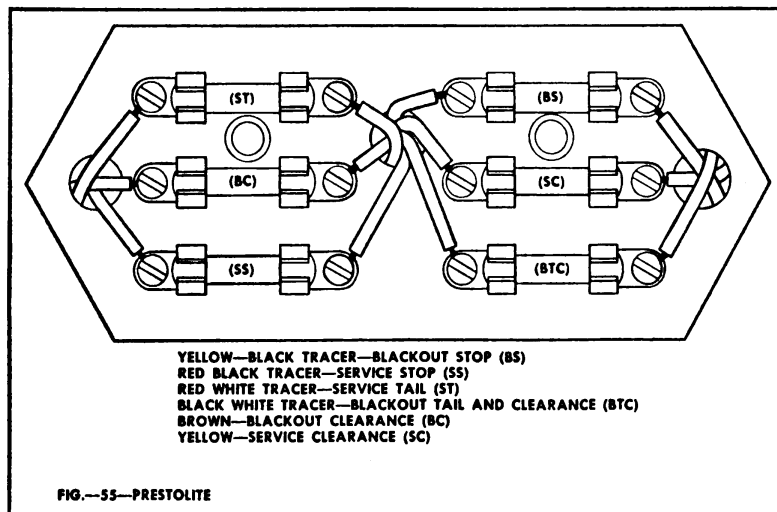 (ST)
(BS)
(BC)
(SC)
(SS)
(BTC)
YELLOW—BLACK TRACER—BLACKOUT STOP (BS)
RED BLACK TRACER—SERVICE STOP (SS)
RED WHITE TRACER—SERVICE TAIL (ST)
BLACK WHITE TRACER—BLACKOUT TAIL AND CLEARANCE (BTC)
BROWN—BLACKOUT CLEARANCE (BC)
YELLOW—SERVICE CLEARANCE (SC)
FIG.—55—PRESTOLITE